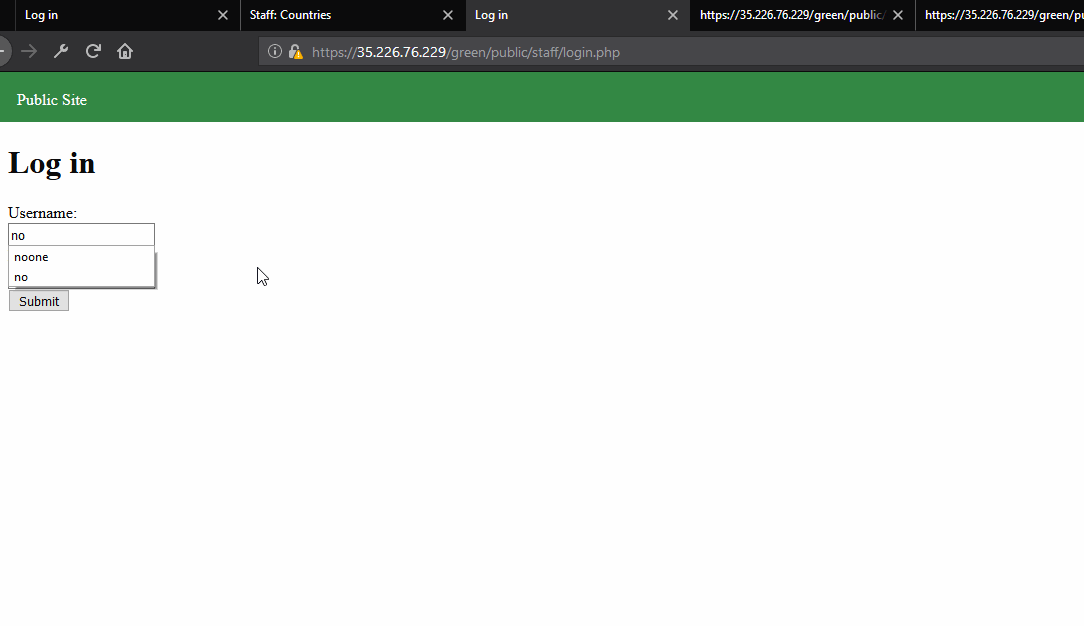 Log in
Staff: Countries
Log in
https://35.226.76.229/green/public/
https://35.226.76.229/green/pu
https://35.226.76.229/green/public/staff/login.php
Public Site
Log in
Username:
no
noone
no
Submit